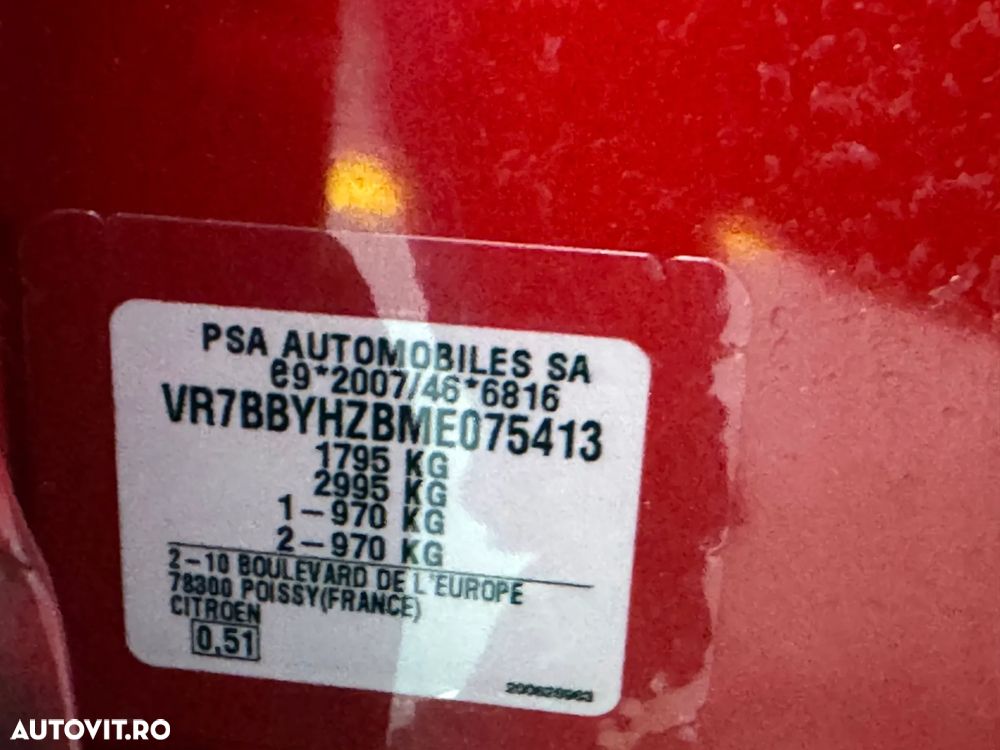 PSA AUTOMOBILES SA
e9*2007/46*6816
VR7BBYHZBME075413
1795 KG
2995 KG
1-970 KG
2-970 KG
2-10 BOULEVARD DE L'EUROPE
78300 POISSY(FRANCE)
CITROEN
0,51
AUTOVIT.RO